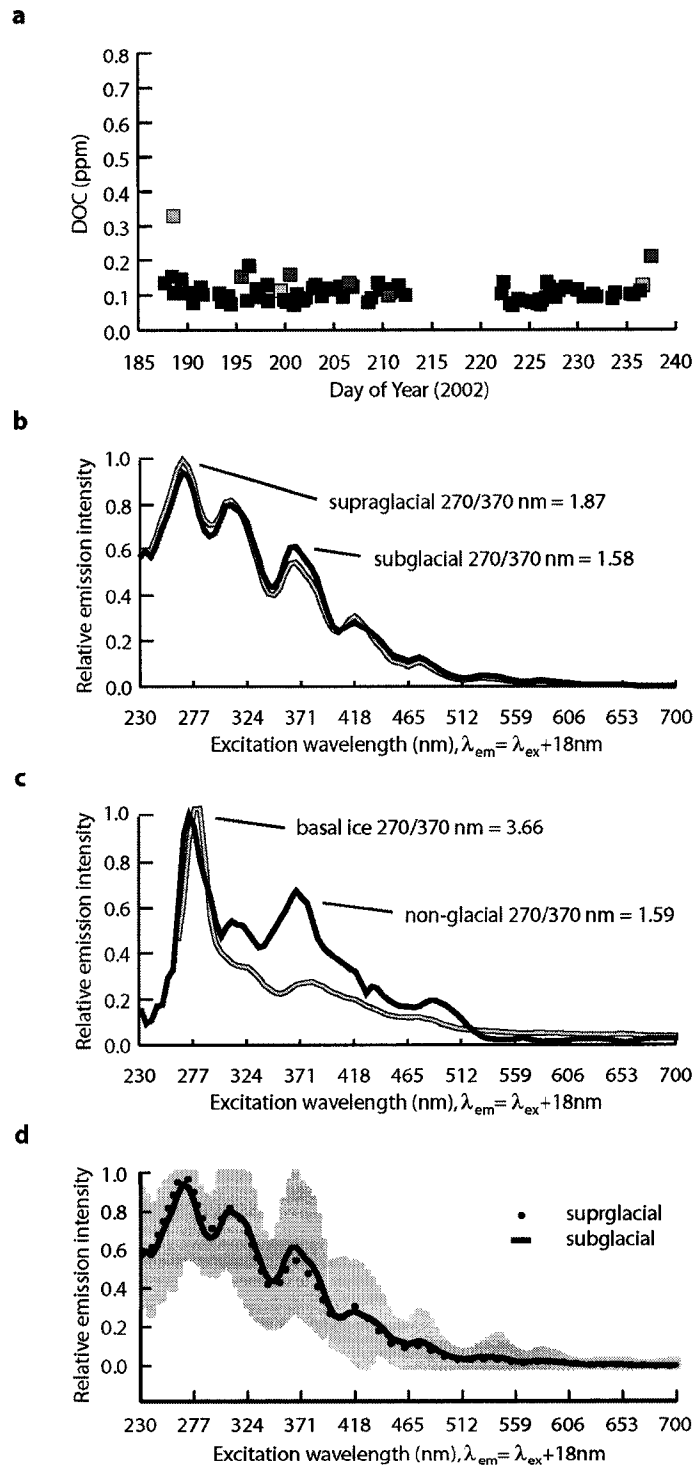 a
0.8
0.7
0.6
0.5
0.4
0.3
0.2
0.1
0.0
DOC (ppm)
185 190 195 200 205 210 215 220 225 230 235 240
Day of Year (2002)
b
1.0
0.8
0.6
0.4
0.2
0.0
Relative emission intensity
supraglacial 270/370 nm = 1.87
subglacial 270/370 nm = 1.58
230 277 324 371 418 465 512 559 606 653 700
Excitation wavelength (nm), λem= λex+18nm
c
1.0
0.8
0.6
0.4
0.2
0.0
Relative emission intensity
basal ice 270/370 nm = 3.66
non-glacial 270/370 nm = 1.59
230 277 324 371 418 465 512 559 606 653 700
Excitation wavelength (nm), λem= λex+18nm
d
1.0
0.8
0.6
0.4
0.2
0.0
Relative emission intensity
suprglacial
subglacial
230 277 324 371 418 465 512 559 606 653 700
Excitation wavelength (nm), λem= λex+18nm